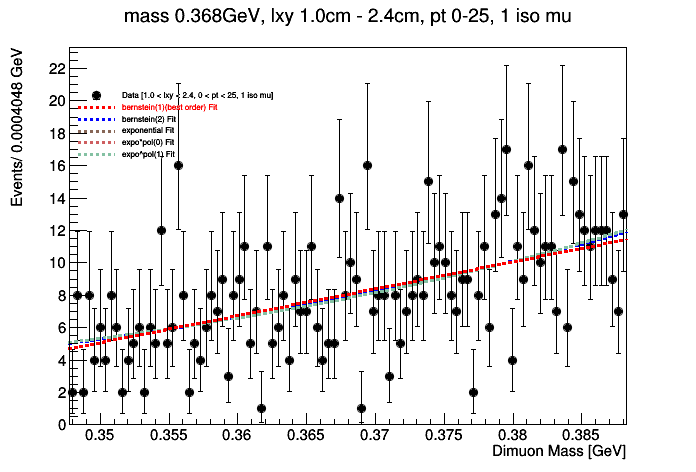 mass 0.368GeV, lxy 1.0cm - 2.4cm, pt 0-25, 1 iso mu
Events/ 0.0004048 GeV
22
20
18
16
14
12
10
8
6
4
2
0
Data [1.0 < lxy < 2.4, 0 < pt < 25, 1 iso mu]
bernstein(1)(best order) Fit
bernstein(2) Fit
exponential Fit
expo*pol(0) Fit
expo*pol(1) Fit
0.35 0.355 0.36 0.365 0.37 0.375 0.38 0.385
Dimuon Mass [GeV]